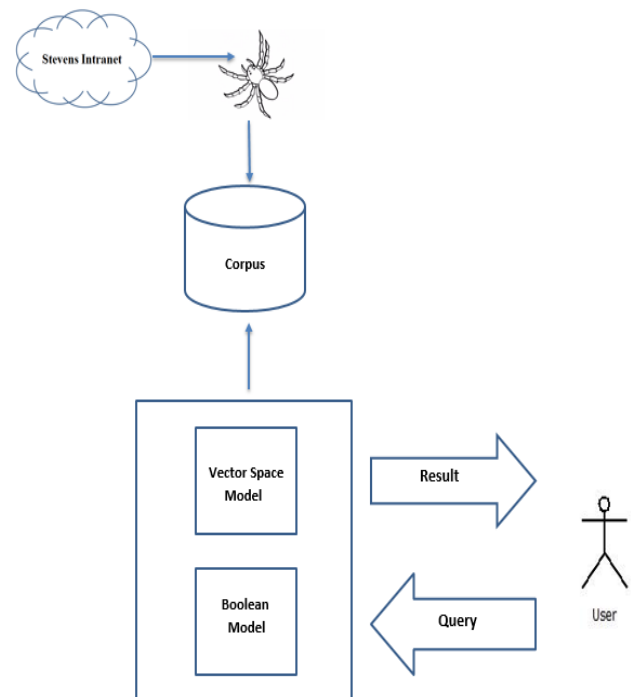 Stevens Intranet
Corpus
Vector Space
Model
Result
Boolean
Model
Query
User